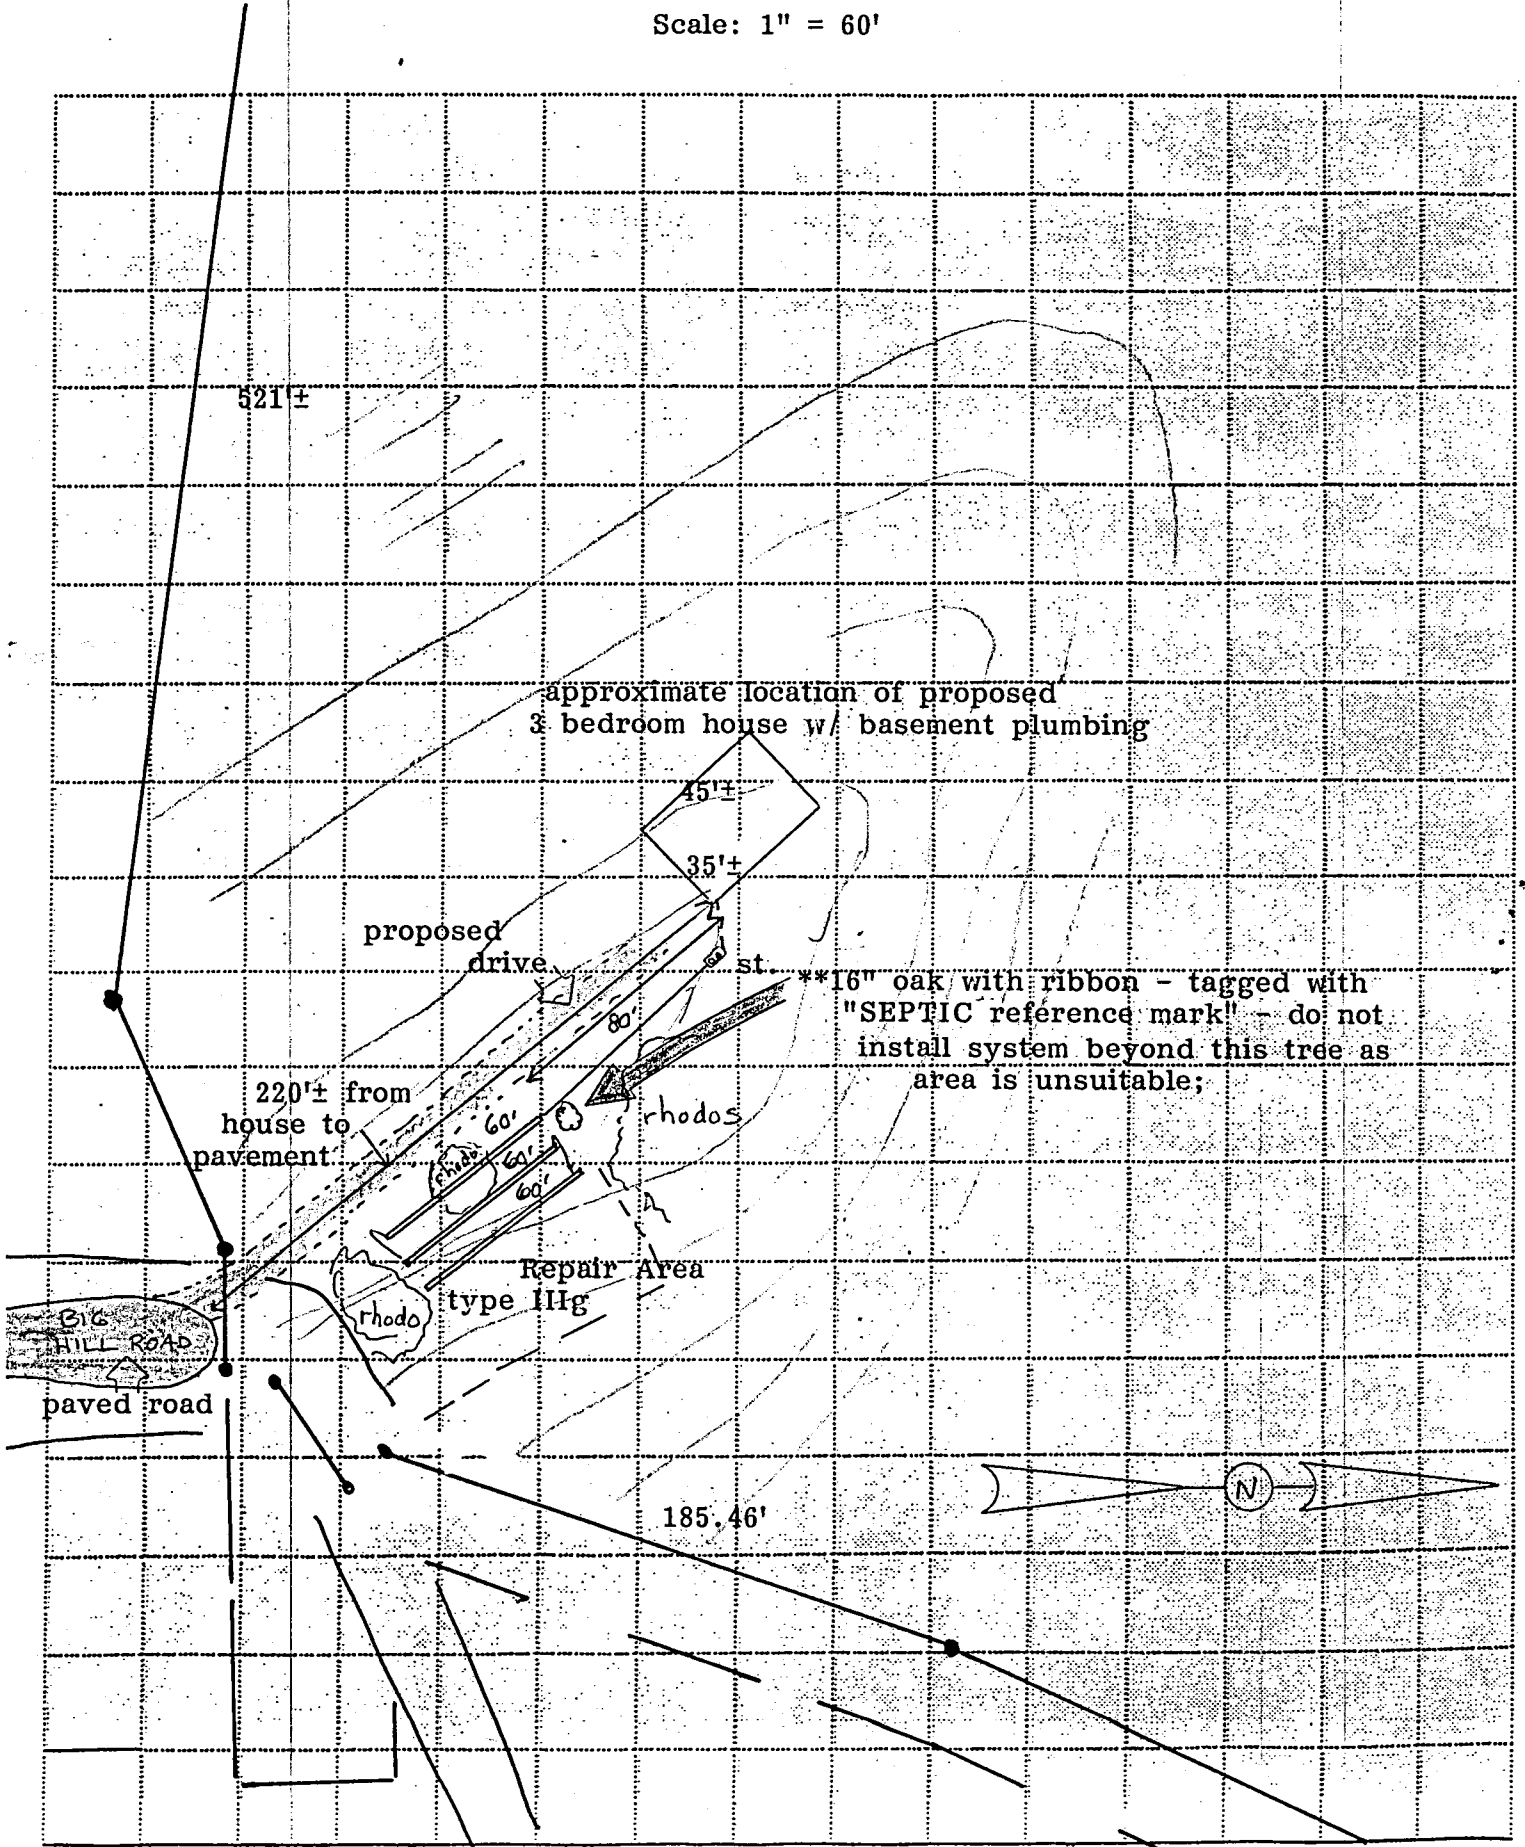 Scale: 1" = 60'
521'±
approximate location of proposed
3 bedroom house w/ basement plumbing
45'±
35'±
proposed
drive
st.
**16" oak with ribbon - tagged with
"SEPTIC reference mark" - do not
install system beyond this tree as
area is unsuitable;
80'
220'± from
house to
pavement
60'
rhodos
rhodo
60'
60'
Repair Area
type IIIg
rhodo
BIG
HILL ROAD
paved road
N
185.46'